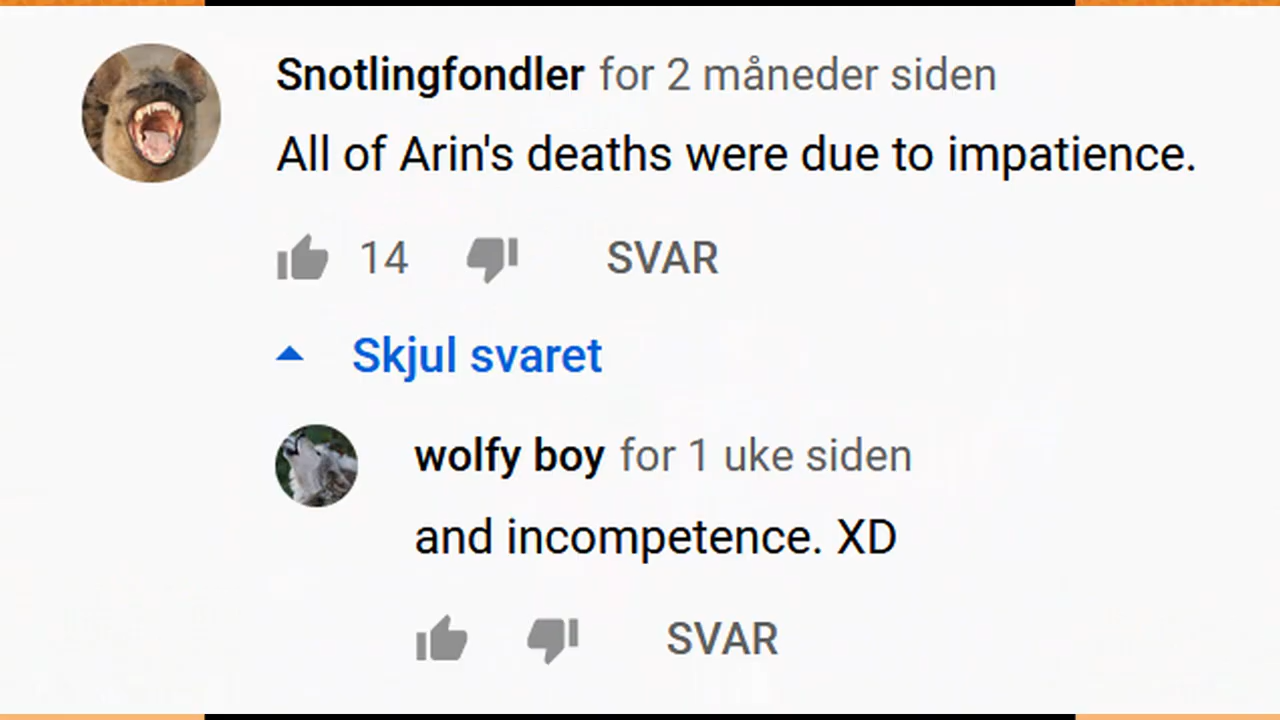 Snotlingfondler for 2 måneder siden
All of Arin's deaths were due to impatience.
14 SVAR
Skjul svaret
wolfy boy for 1 uke siden
and incompetence. XD
SVAR